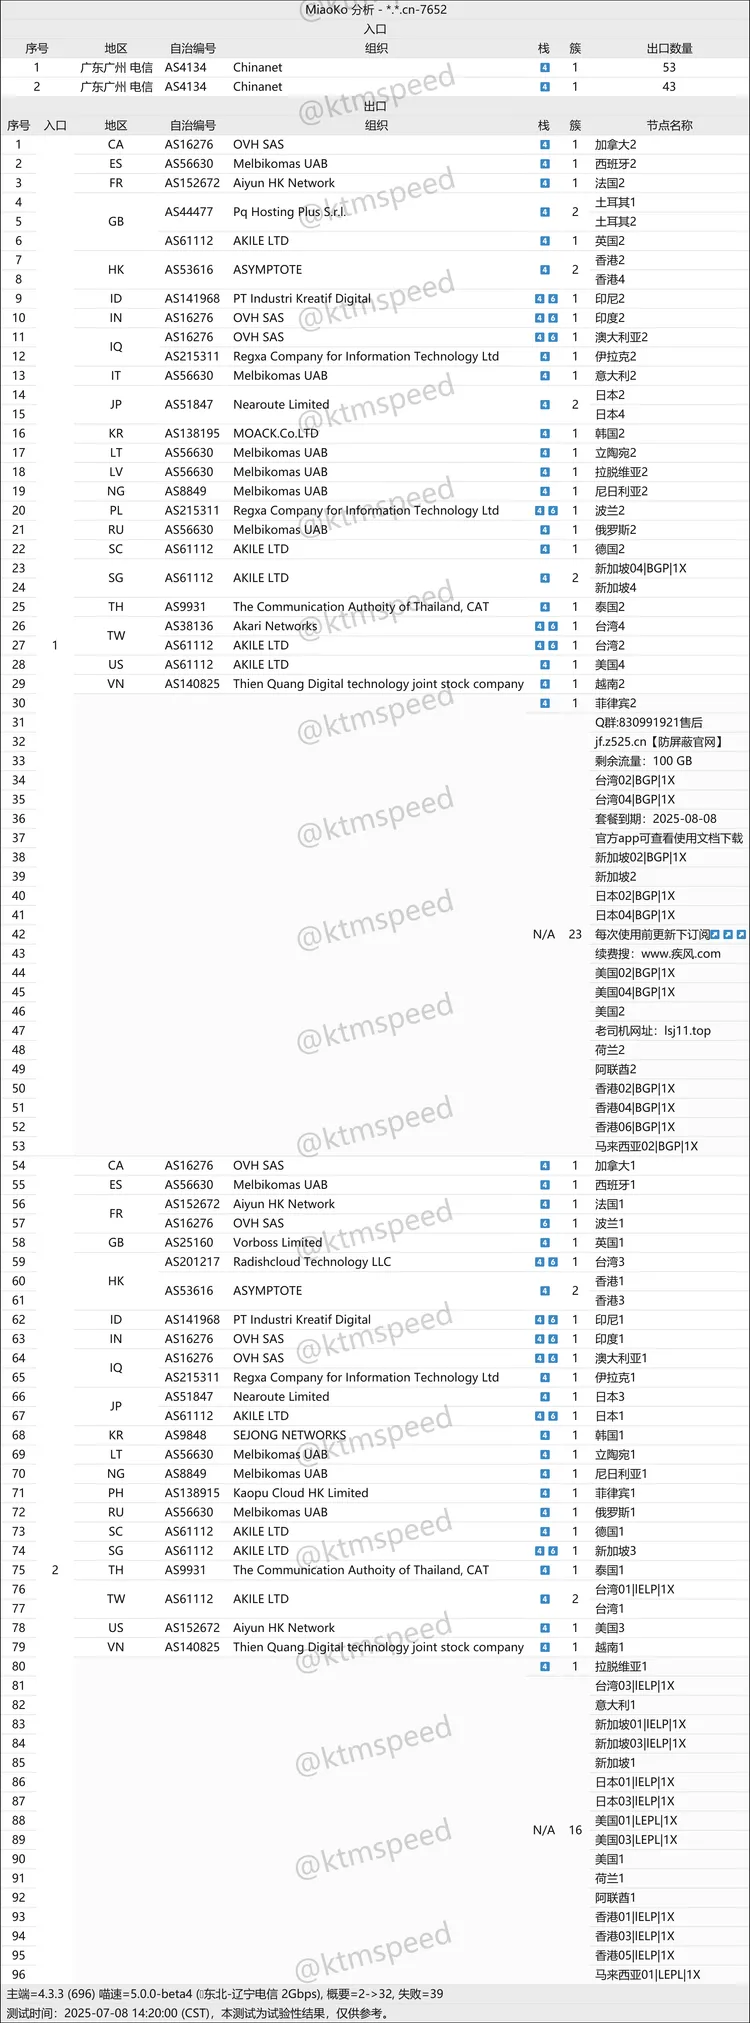 MiaoKo 分析 - *.*.cn-7652
入口
序号 地区 自治编号 组织 栈 簇 出口数量
1 广东广州 电信 AS4134 Chinanet 4 1 53
2 广东广州 电信 AS4134 Chinanet 4 1 43
出口
序号 入口 地区 自治编号 组织 栈 簇 节点名称
1 CA AS16276 OVH SAS 4 1 加拿大2
2 ES AS56630 Melbikomas UAB 4 1 西班牙2
3 FR AS152672 Aiyun HK Network 4 1 法国2
4 GB AS44477 Pq Hosting Plus S.r.l. 4 2 土耳其1
5 土耳其2
6 AS61112 AKILE LTD 4 1 英国2
7 HK AS53616 ASYMPTOTE 4 2 香港2
8 香港4
9 ID AS141968 PT Industri Kreatif Digital 4 6 1 印尼2
10 IN AS16276 OVH SAS 4 6 1 印度2
11 IQ AS16276 OVH SAS 4 6 1 澳大利亚2
12 AS215311 Regxa Company for Information Technology Ltd 4 1 伊拉克2
13 IT AS56630 Melbikomas UAB 4 1 意大利2
14 JP AS51847 Nearoute Limited 4 2 日本2
15 日本4
16 KR AS138195 MOACK.Co.LTD 4 1 韩国2
17 LT AS56630 Melbikomas UAB 4 1 立陶宛2
18 LV AS56630 Melbikomas UAB 4 1 拉脱维亚2
19 NG AS8849 Melbikomas UAB 4 1 尼日利亚2
20 PL AS215311 Regxa Company for Information Technology Ltd 4 6 1 波兰2
21 RU AS56630 Melbikomas UAB 4 1 俄罗斯2
22 SC AS61112 AKILE LTD 4 1 德国2
23 SG AS61112 AKILE LTD 4 2 新加坡04|BGP|1X
24 新加坡4
25 TH AS9931 The Communication Authoity of Thailand, CAT 4 1 泰国2
26 TW AS38136 Akari Networks 4 6 1 台湾4
27 1 AS61112 AKILE LTD 4 6 1 台湾2
28 US AS61112 AKILE LTD 4 1 美国4
29 VN AS140825 Thien Quang Digital technology joint stock company 4 1 越南2
30 4 1 菲律宾2
31 Q群:830991921售后
32 jf.z525.cn【防屏蔽官网】
33 剩余流量：100 GB
34 台湾02|BGP|1X
35 台湾04|BGP|1X
36 套餐到期：2025-08-08
37 官方app可查看使用文档下载
38 新加坡02|BGP|1X
39 新加坡2
40 日本02|BGP|1X
41 日本04|BGP|1X
42 N/A 23 每次使用前更新下订阅↗↗↗
43 续费搜：www.疾风.com
44 美国02|BGP|1X
45 美国04|BGP|1X
46 美国2
47 老司机网址：lsj11.top
48 荷兰2
49 阿联酋2
50 香港02|BGP|1X
51 香港04|BGP|1X
52 香港06|BGP|1X
53 马来西亚02|BGP|1X
54 CA AS16276 OVH SAS 4 1 加拿大1
55 ES AS56630 Melbikomas UAB 4 1 西班牙1
56 FR AS152672 Aiyun HK Network 4 1 法国1
57 AS16276 OVH SAS 6 1 波兰1
58 GB AS25160 Vorboss Limited 4 1 英国1
59 HK AS201217 Radishcloud Technology LLC 4 6 1 台湾3
60 AS53616 ASYMPTOTE 4 2 香港1
61 香港3
62 ID AS141968 PT Industri Kreatif Digital 4 6 1 印尼1
63 IN AS16276 OVH SAS 4 6 1 印度1
64 IQ AS16276 OVH SAS 4 6 1 澳大利亚1
65 AS215311 Regxa Company for Information Technology Ltd 4 1 伊拉克1
66 JP AS51847 Nearoute Limited 4 1 日本3
67 AS61112 AKILE LTD 4 6 1 日本1
68 KR AS9848 SEJONG NETWORKS 4 1 韩国1
69 LT AS56630 Melbikomas UAB 4 1 立陶宛1
70 NG AS8849 Melbikomas UAB 4 1 尼日利亚1
71 PH AS138915 Kaopu Cloud HK Limited 4 1 菲律宾1
72 RU AS56630 Melbikomas UAB 4 1 俄罗斯1
73 SC AS61112 AKILE LTD 4 1 德国1
74 SG AS61112 AKILE LTD 4 6 1 新加坡3
75 2 TH AS9931 The Communication Authoity of Thailand, CAT 4 1 泰国1
76 TW AS61112 AKILE LTD 4 2 台湾01|IELP|1X
77 台湾1
78 US AS152672 Aiyun HK Network 4 1 美国3
79 VN AS140825 Thien Quang Digital technology joint stock company 4 1 越南1
80 4 1 拉脱维亚1
81 台湾03|IELP|1X
82 意大利1
83 新加坡01|IELP|1X
84 新加坡03|IELP|1X
85 新加坡1
86 日本01|IELP|1X
87 日本03|IELP|1X
88 N/A 16 美国01|LEPL|1X
89 美国03|LEPL|1X
90 美国1
91 荷兰1
92 阿联酋1
93 香港01|IELP|1X
94 香港03|IELP|1X
95 香港05|IELP|1X
96 马来西亚01|LEPL|1X
主端=4.3.3 (696) 喵速=5.0.0-beta4 (东北-辽宁电信 2Gbps), 概要=2->32, 失败=39
测试时间：2025-07-08 14:20:00 (CST)，本测试为试验性结果，仅供参考。